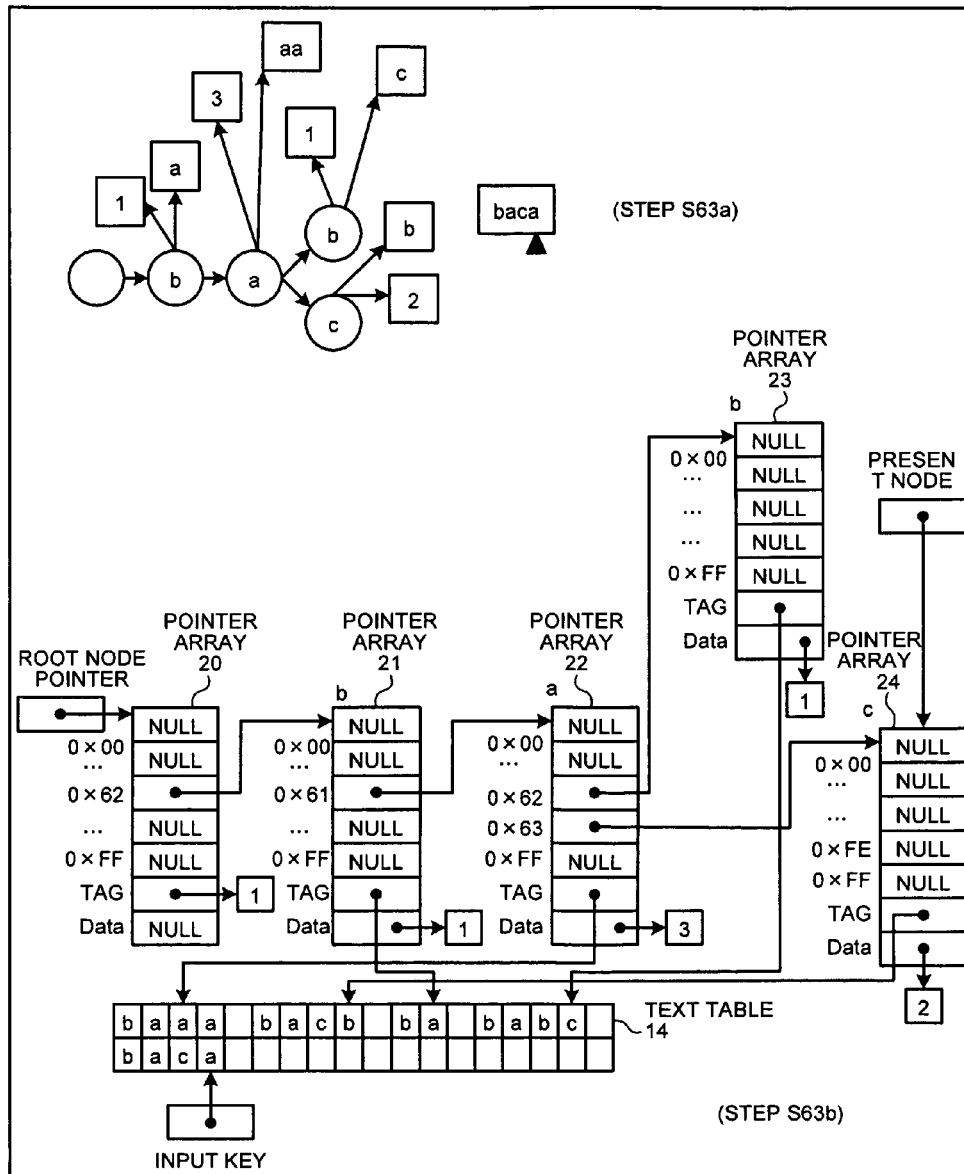 aa
3
c
1
a
1
b
b
baca
(STEP S63a)
b
a
2
c
POINTER
ARRAY
23
b
NULL
0×00
...
NULL
...
NULL
...
NULL
0×FF
NULL
TAG
Data
1
PRESEN
T NODE
POINTER
ARRAY
24
c
NULL
0×00
...
NULL
NULL
0×FE
NULL
0×FF
NULL
TAG
Data
2
ROOT NODE
POINTER
POINTER
ARRAY
20
NULL
0×00
...
NULL
0×62
...
NULL
0×FF
NULL
TAG
1
Data
NULL
POINTER
ARRAY
21
b
NULL
0×00
...
NULL
0×61
...
NULL
0×FF
NULL
TAG
Data
1
POINTER
ARRAY
22
a
NULL
0×00
...
NULL
0×62
0×63
0×FF
NULL
TAG
Data
3
b a a a b a c b b a b a b c
b a c a
TEXT TABLE
14
INPUT KEY
(STEP S63b)